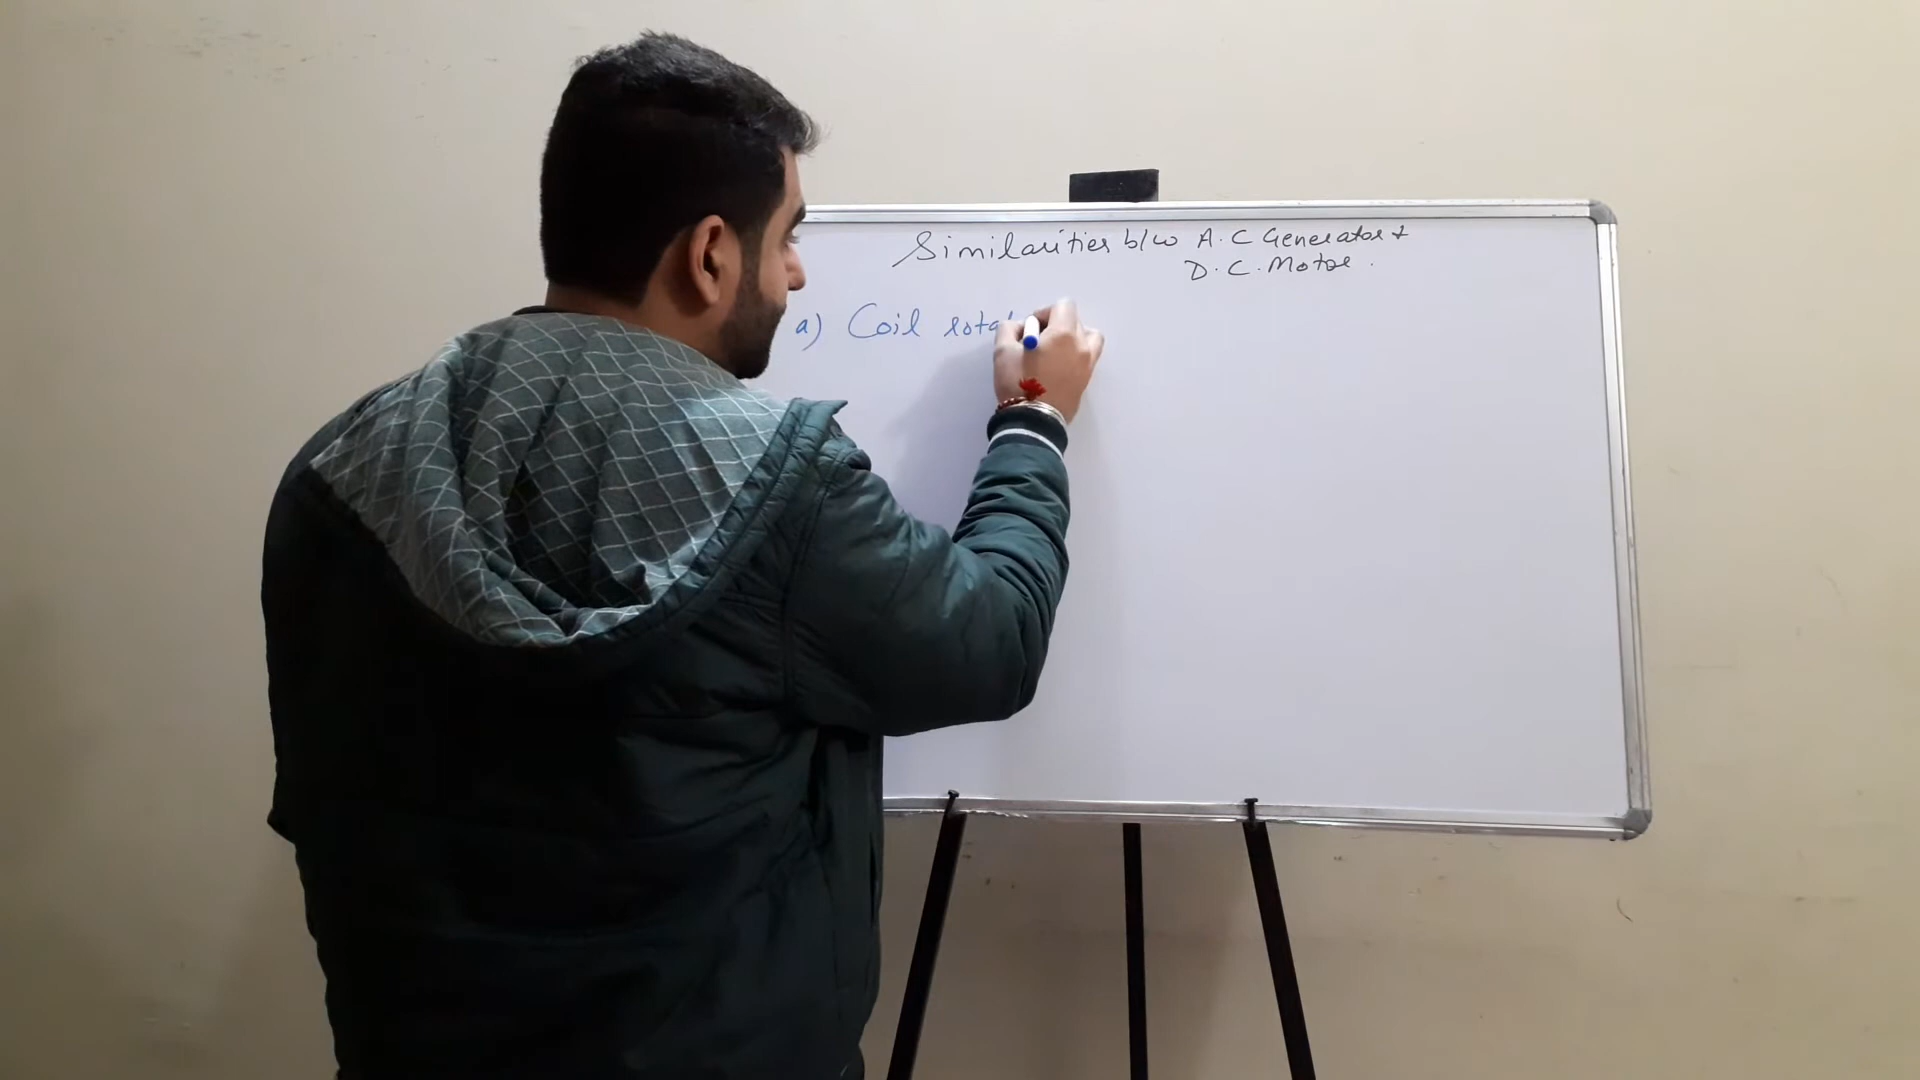 Similarities b/w A.C Generator &
D.C. Motor.
a) Coil rotat